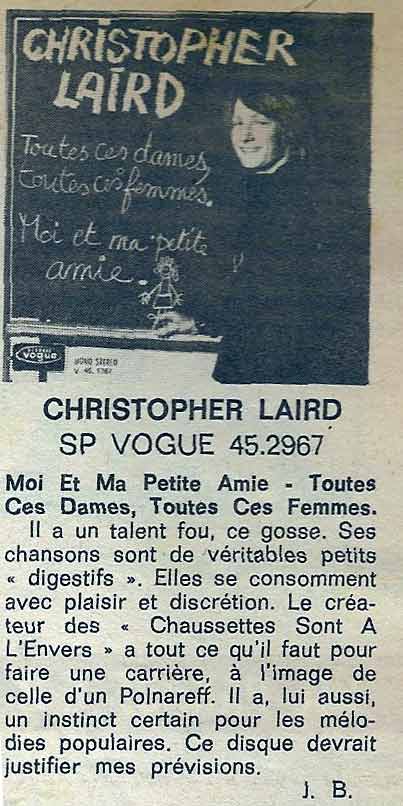 CHRISTOPHER
LAIRD
Toutes ces dames,
toutes ces femmes.
Moi et ma petite
amie.
vogue
MONO STEREO
V. 45.
CHRISTOPHER LAIRD
SP VOGUE 45.2967
Moi Et Ma Petite Amie - Toutes
Ces Dames, Toutes Ces Femmes.
Il a un talent fou, ce gosse. Ses
chansons sont de véritables petits
« digestifs ». Elles se consomment
avec plaisir et discrétion. Le créa-
teur des « Chaussettes Sont A
L'Envers » a tout ce qu'il faut pour
faire une carrière, à l'image de
celle d'un Polnareff. Il a, lui aussi,
un instinct certain pour les mélo-
dies populaires. Ce disque devrait
justifier mes prévisions.
J. B.